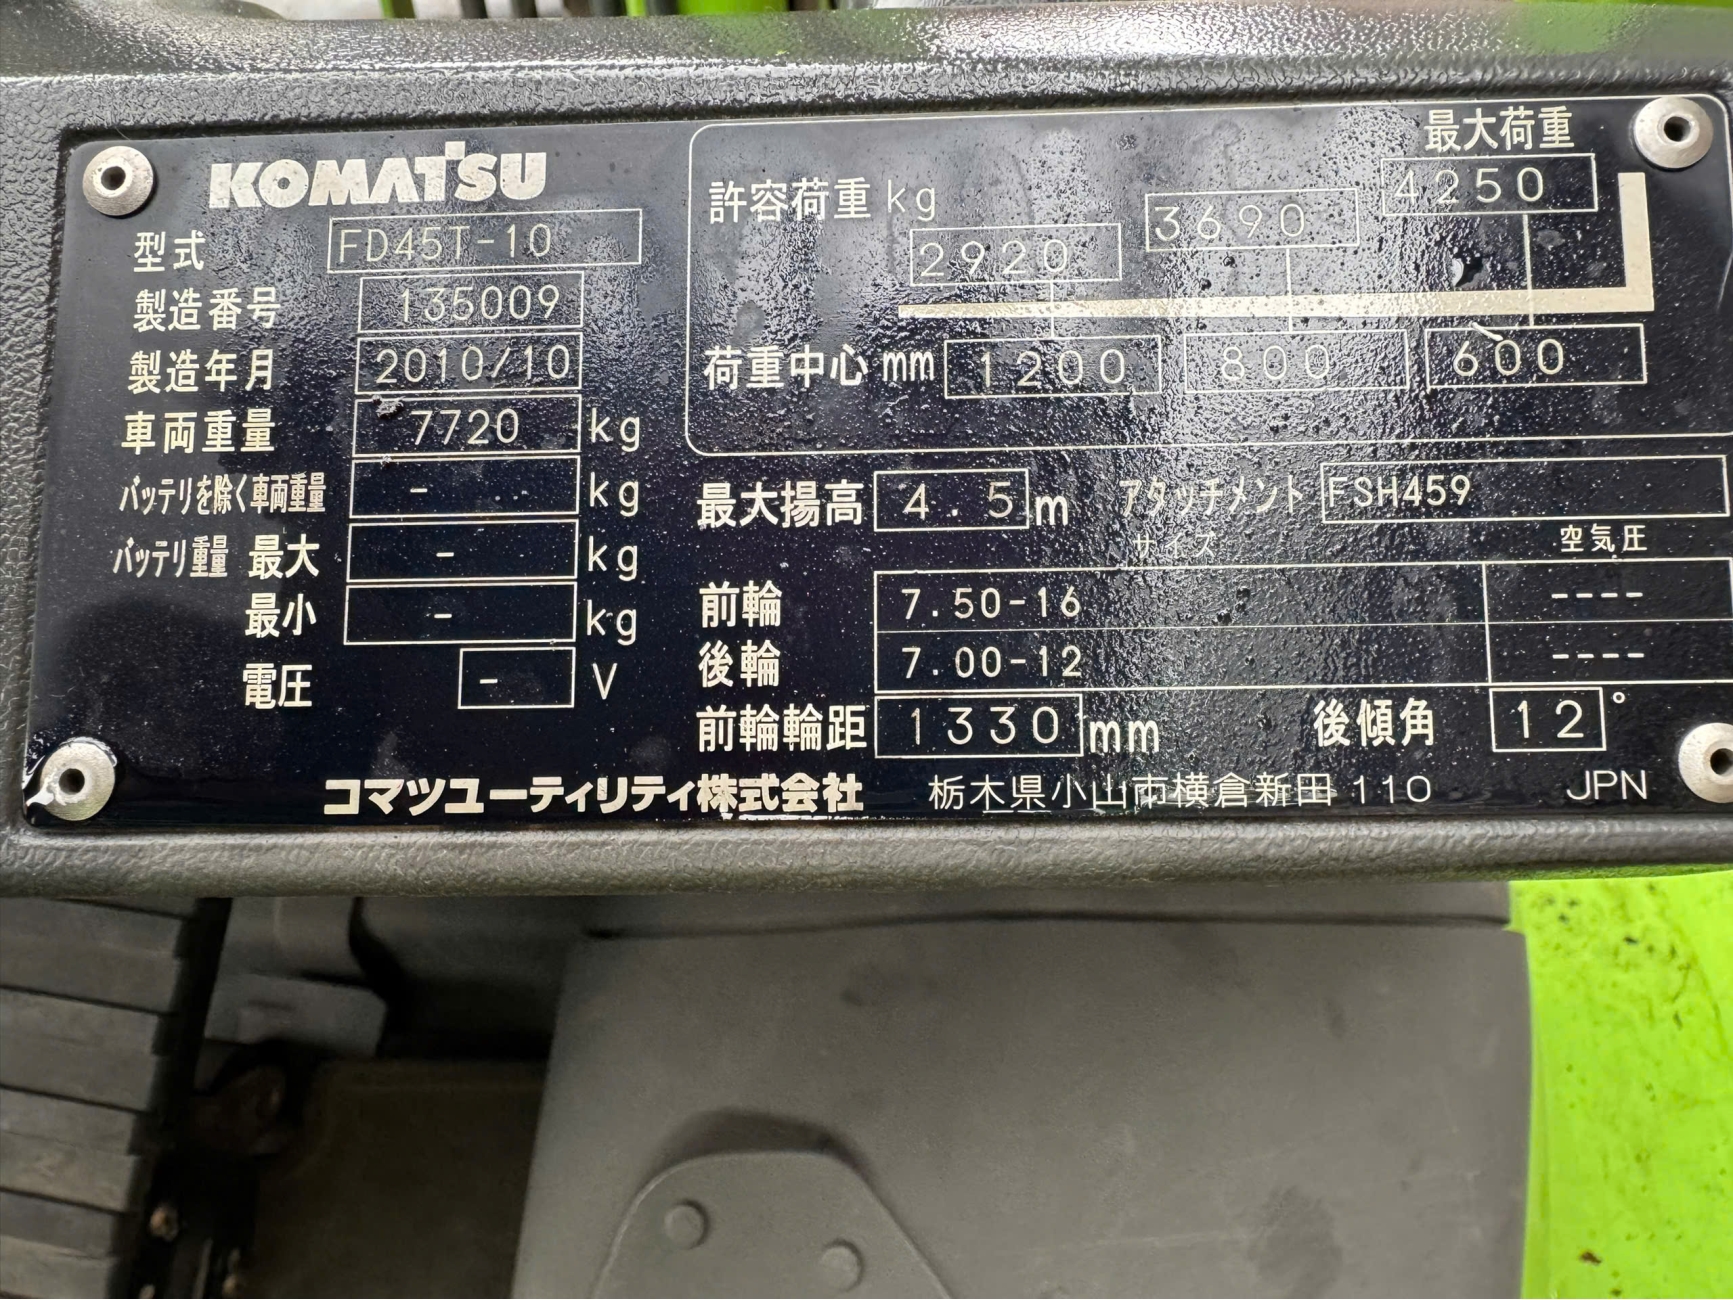 KOMATSU
型式 FD45T-10
製造番号 135009
製造年月 2010/10
車両重量 7720 kg
バッテリを除く車両重量 - kg
バッテリ重量 最大 - kg
最小 - kg
電圧 - V
最大荷重
許容荷重 kg 2920 3690 4250
荷重中心 mm 1200 800 600
最大揚高 4.5 m アタッチメント FSH459
サイズ 空気圧
前輪 7.50-16 ----
後輪 7.00-12 ----
前輪輪距 1330 mm 後傾角 12°
コマツユーティリティ株式会社 栃木県小山市横倉新田 110 JPN